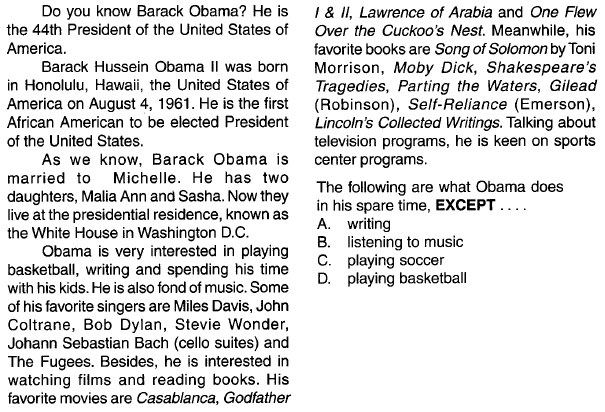 Do you know Barack Obama? He is
the 44th President of the United States of
America.
Barack Hussein Obama II was born
in Honolulu, Hawaii, the United States of
America on August 4, 1961. He is the first
African American to be elected President
of the United States.
As we know, Barack Obama is
married to Michelle. He has two
daughters, Malia Ann and Sasha. Now they
live at the presidential residence, known as
the White House in Washington D.C.
Obama is very interested in playing
basketball, writing and spending his time
with his kids. He is also fond of music. Some
of his favorite singers are Miles Davis, John
Coltrane, Bob Dylan, Stevie Wonder,
Johann Sebastian Bach (cello suites) and
The Fugees. Besides, he is interested in
watching films and reading books. His
favorite movies are Casablanca, Godfather
I & II, Lawrence of Arabia and One Flew
Over the Cuckoo's Nest. Meanwhile, his
favorite books are Song of Solomon by Toni
Morrison, Moby Dick, Shakespeare's
Tragedies, Parting the Waters, Gilead
(Robinson), Self-Reliance (Emerson),
Lincoln's Collected Writings. Talking about
television programs, he is keen on sports
center programs.
The following are what Obama does
in his spare time, EXCEPT ....
A. writing
B. listening to music
C. playing soccer
D. playing basketball